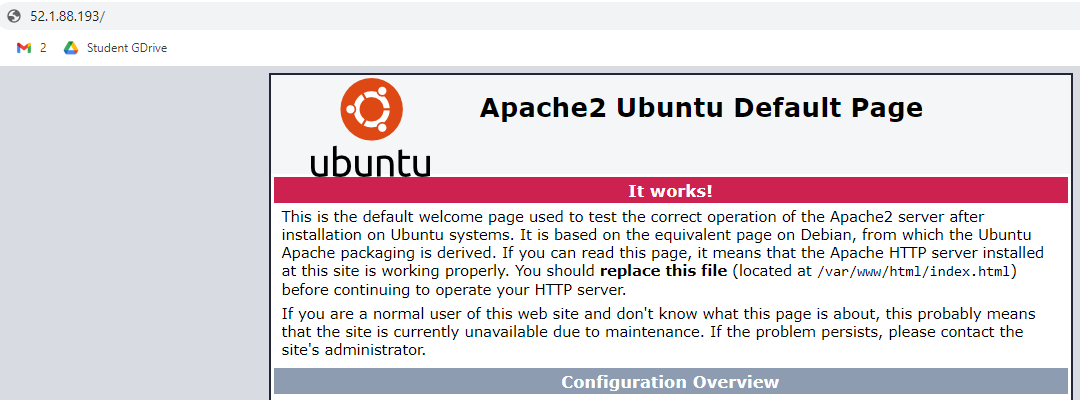 52.1.88.193/
2
Student GDrive
ubuntu
Apache2 Ubuntu Default Page
It works!
This is the default welcome page used to test the correct operation of the Apache2 server after
installation on Ubuntu systems. It is based on the equivalent page on Debian, from which the Ubuntu
Apache packaging is derived. If you can read this page, it means that the Apache HTTP server installed
at this site is working properly. You should replace this file (located at /var/www/html/index.html)
before continuing to operate your HTTP server.
If you are a normal user of this web site and don't know what this page is about, this probably means
that the site is currently unavailable due to maintenance. If the problem persists, please contact the
site's administrator.
Configuration Overview